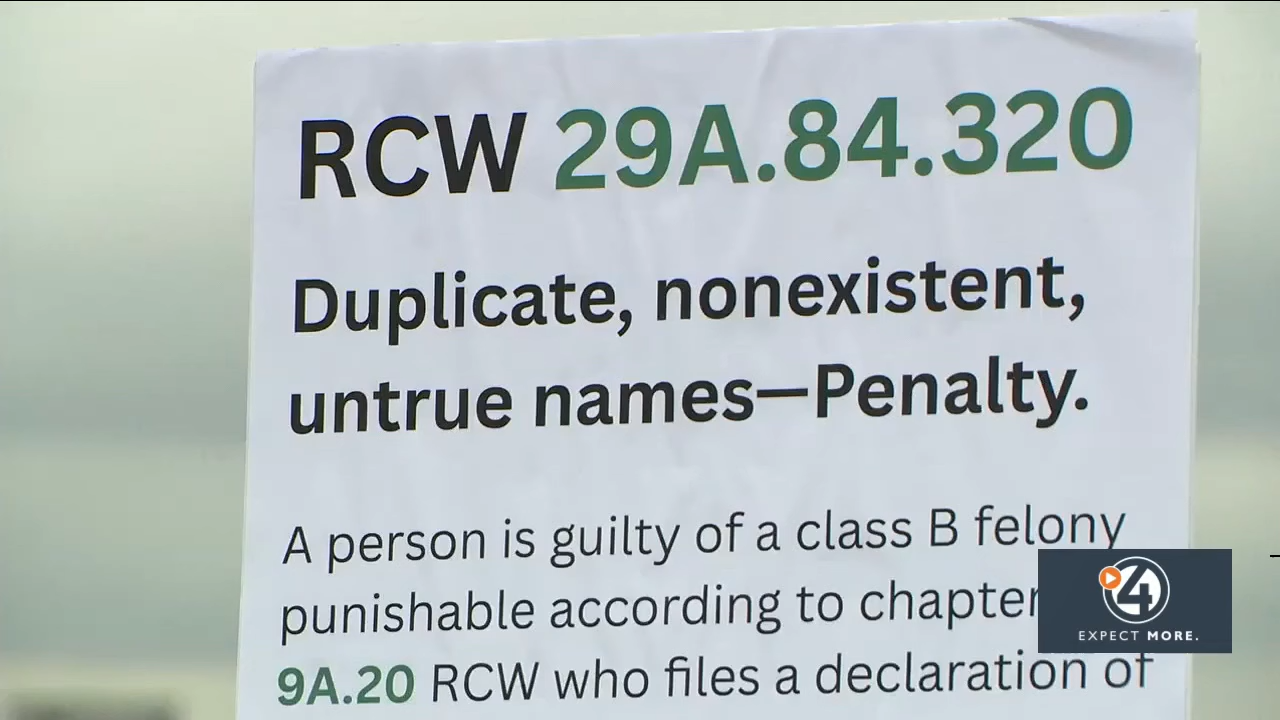 RCW 29A.84.320
Duplicate, nonexistent,
untrue names—Penalty.
A person is guilty of a class B felony
punishable according to chapter
9A.20 RCW who files a declaration of
4
EXPECT MORE.